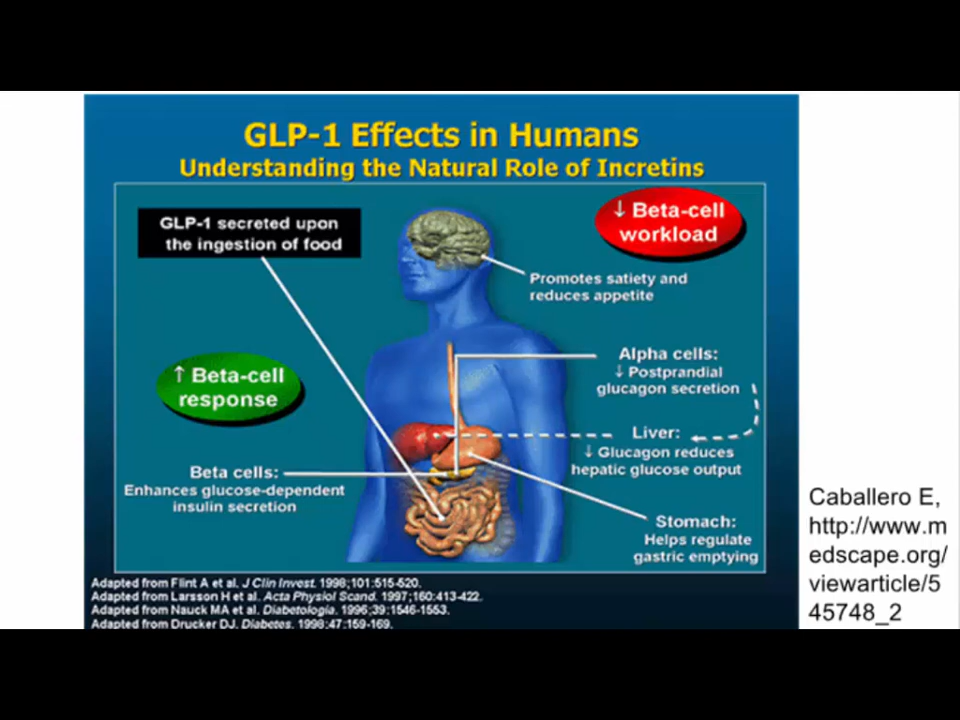 GLP-1 Effects in Humans
Understanding the Natural Role of Incretins
GLP-1 secreted upon
the ingestion of food
↓ Beta-cell
workload
Promotes satiety and
reduces appetite
Alpha cells:
↓ Postprandial
glucagon secretion
↑ Beta-cell
response
Liver:
↓ Glucagon reduces
hepatic glucose output
Beta cells:
Enhances glucose-dependent
insulin secretion
Stomach:
Helps regulate
gastric emptying
Adapted from Flint A et al. J Clin Invest. 1998;101:515-520.
Adapted from Larsson H et al. Acta Physiol Scand. 1997;160:413-422.
Adapted from Nauck MA et al. Diabetologia. 1996;39:1546-1553.
Adapted from Drucker DJ. Diabetes. 1998;47:159-169.
Caballero E,
http://www.m
edscape.org/
viewarticle/5
45748_2